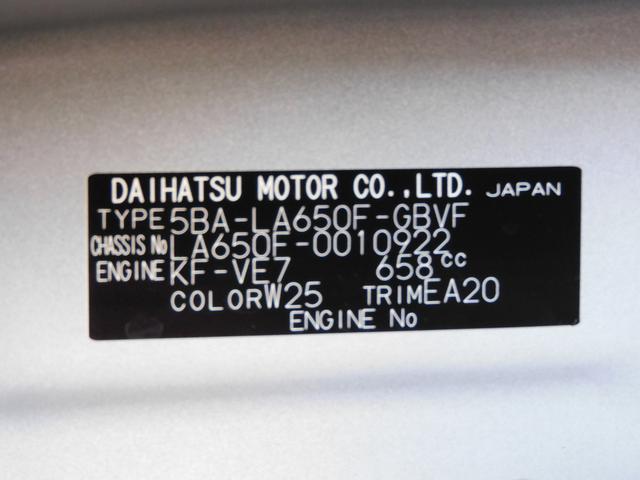 DAIHATSU MOTOR CO.,LTD. JAPAN
TYPE 5BA-LA650F-GBVF
CHASSIS No LA650F-0010922
ENGINE KF-VE7 658cc
COLOR W25 TRIM EA20
ENGINE No